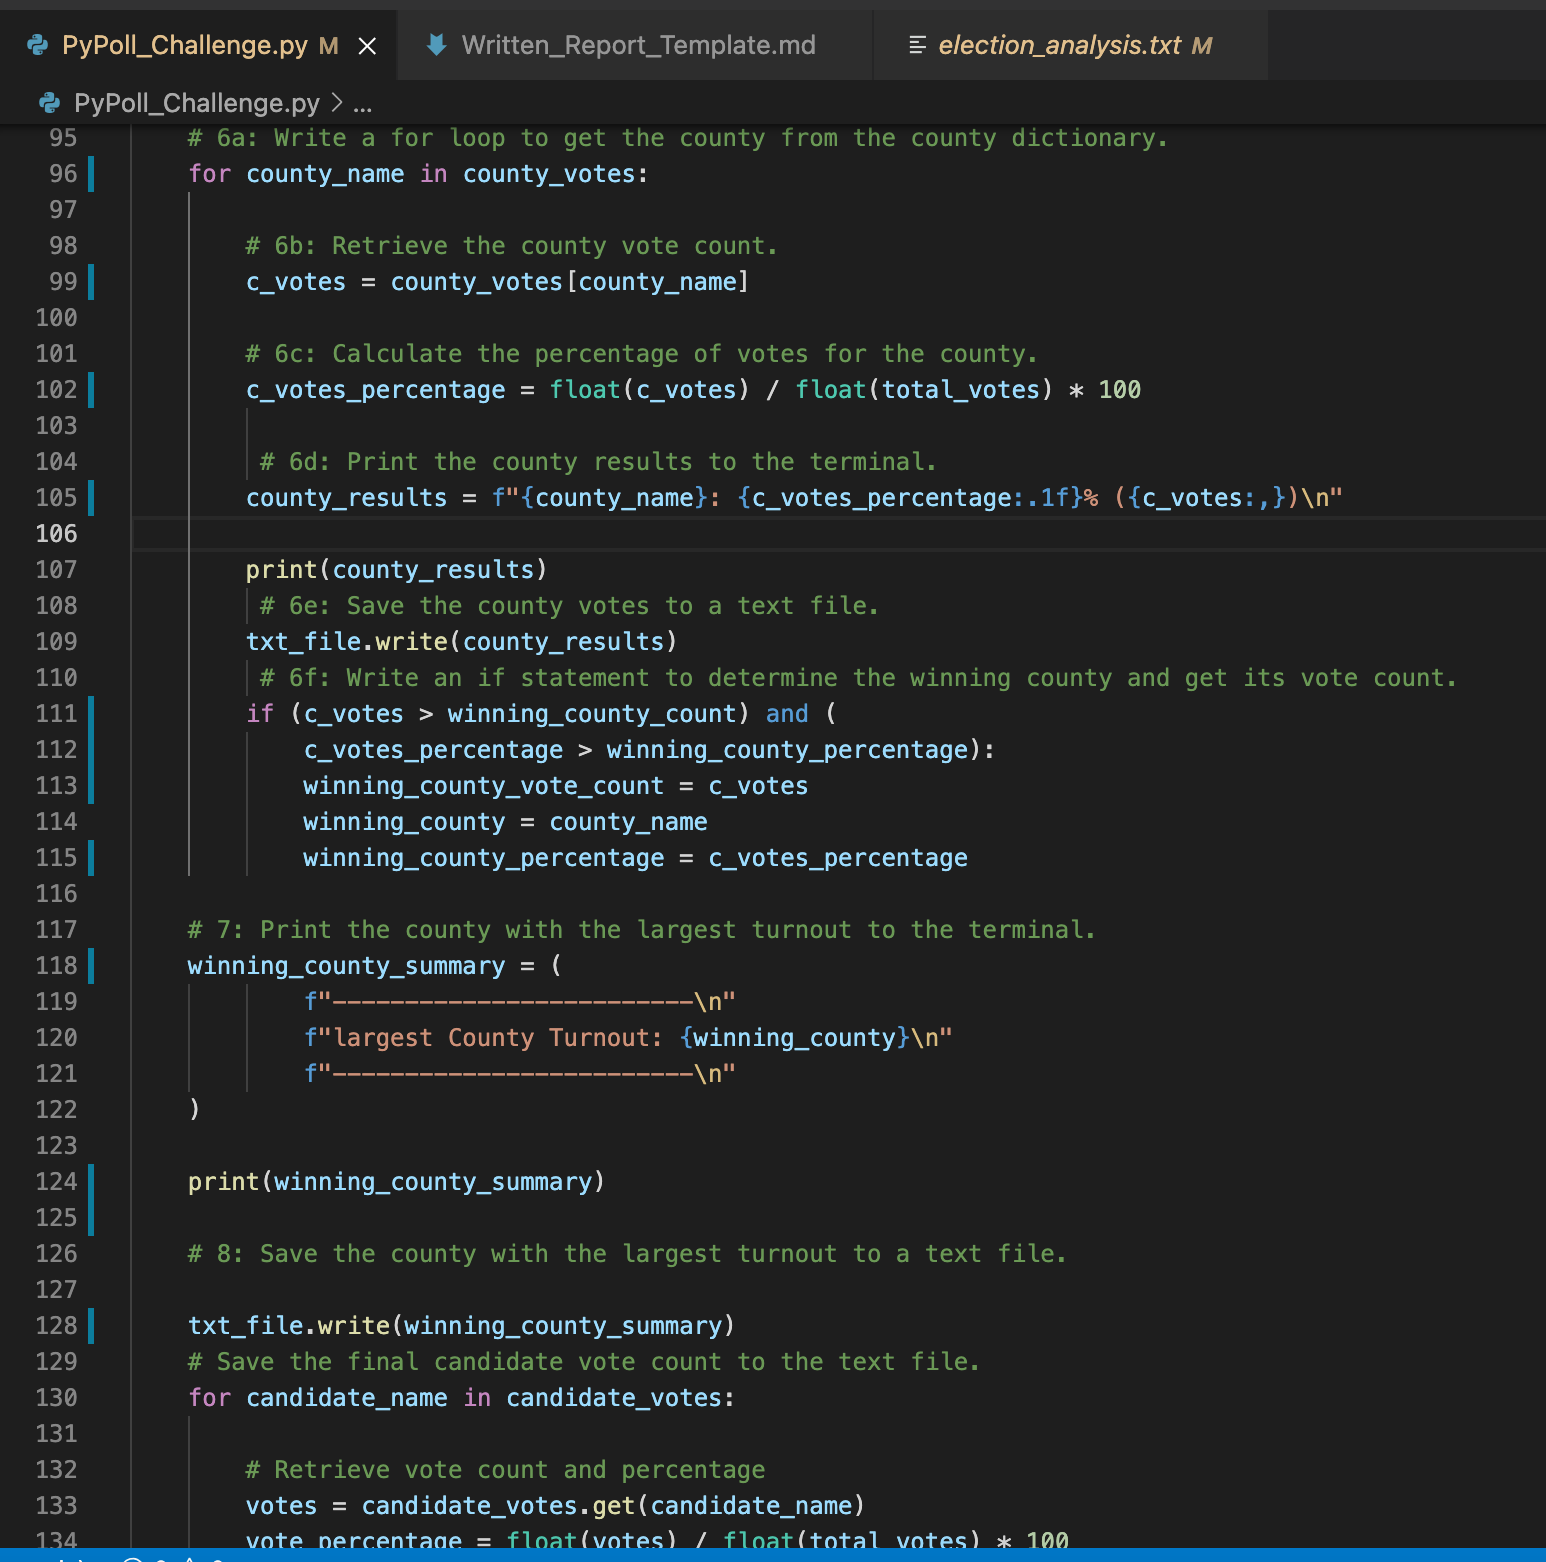 PyPoll_Challenge.py M × Written_Report_Template.md election_analysis.txt M
PyPoll_Challenge.py > ...
95 # 6a: Write a for loop to get the county from the county dictionary.
96 for county_name in county_votes:
97
98 # 6b: Retrieve the county vote count.
99 c_votes = county_votes[county_name]
100
101 # 6c: Calculate the percentage of votes for the county.
102 c_votes_percentage = float(c_votes) / float(total_votes) * 100
103
104 # 6d: Print the county results to the terminal.
105 county_results = f"{county_name}: {c_votes_percentage:.1f}% ({c_votes:,})\n"
106
107 print(county_results)
108 # 6e: Save the county votes to a text file.
109 txt_file.write(county_results)
110 # 6f: Write an if statement to determine the winning county and get its vote count.
111 if (c_votes > winning_county_count) and (
112 c_votes_percentage > winning_county_percentage):
113 winning_county_vote_count = c_votes
114 winning_county = county_name
115 winning_county_percentage = c_votes_percentage
116
117 # 7: Print the county with the largest turnout to the terminal.
118 winning_county_summary = (
119 f"-------------------------\n"
120 f"largest County Turnout: {winning_county}\n"
121 f"-------------------------\n"
122 )
123
124 print(winning_county_summary)
125
126 # 8: Save the county with the largest turnout to a text file.
127
128 txt_file.write(winning_county_summary)
129 # Save the final candidate vote count to the text file.
130 for candidate_name in candidate_votes:
131
132 # Retrieve vote count and percentage
133 votes = candidate_votes.get(candidate_name)
134 vote_percentage = float(votes) / float(total_votes) * 100